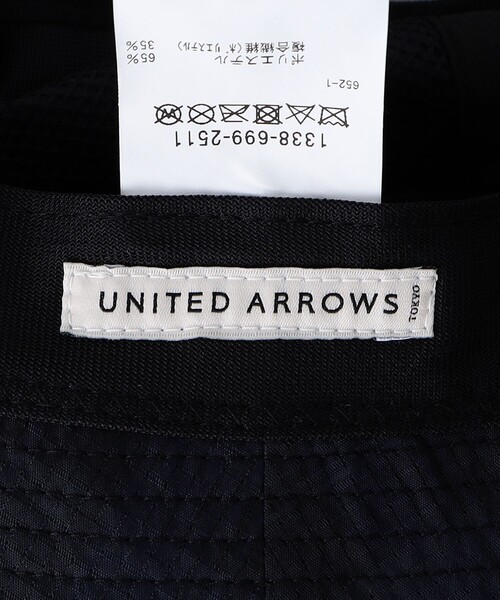 ポリエステル 65%
複合繊維(ポリエステル) 35%
652-1
1338-699-2511
UNITED ARROWS
TOKYO